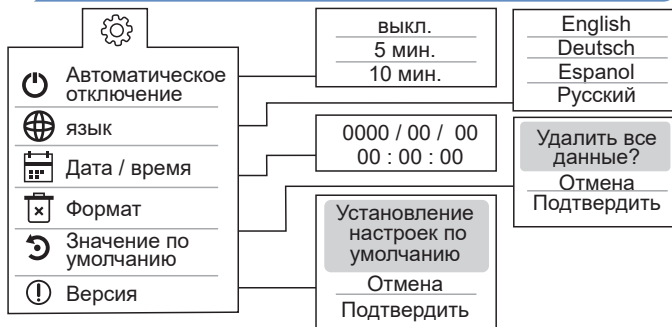 Автоматическое
отключение
язык
Дата / время
Формат
Значение по
умолчанию
Версия
выкл.
5 мин.
10 мин.
English
Deutsch
Espanol
Русский
0000 / 00 / 00
00 : 00 : 00
Удалить все
данные?
Отмена
Подтвердить
Установление
настроек по
умолчанию
Отмена
Подтвердить